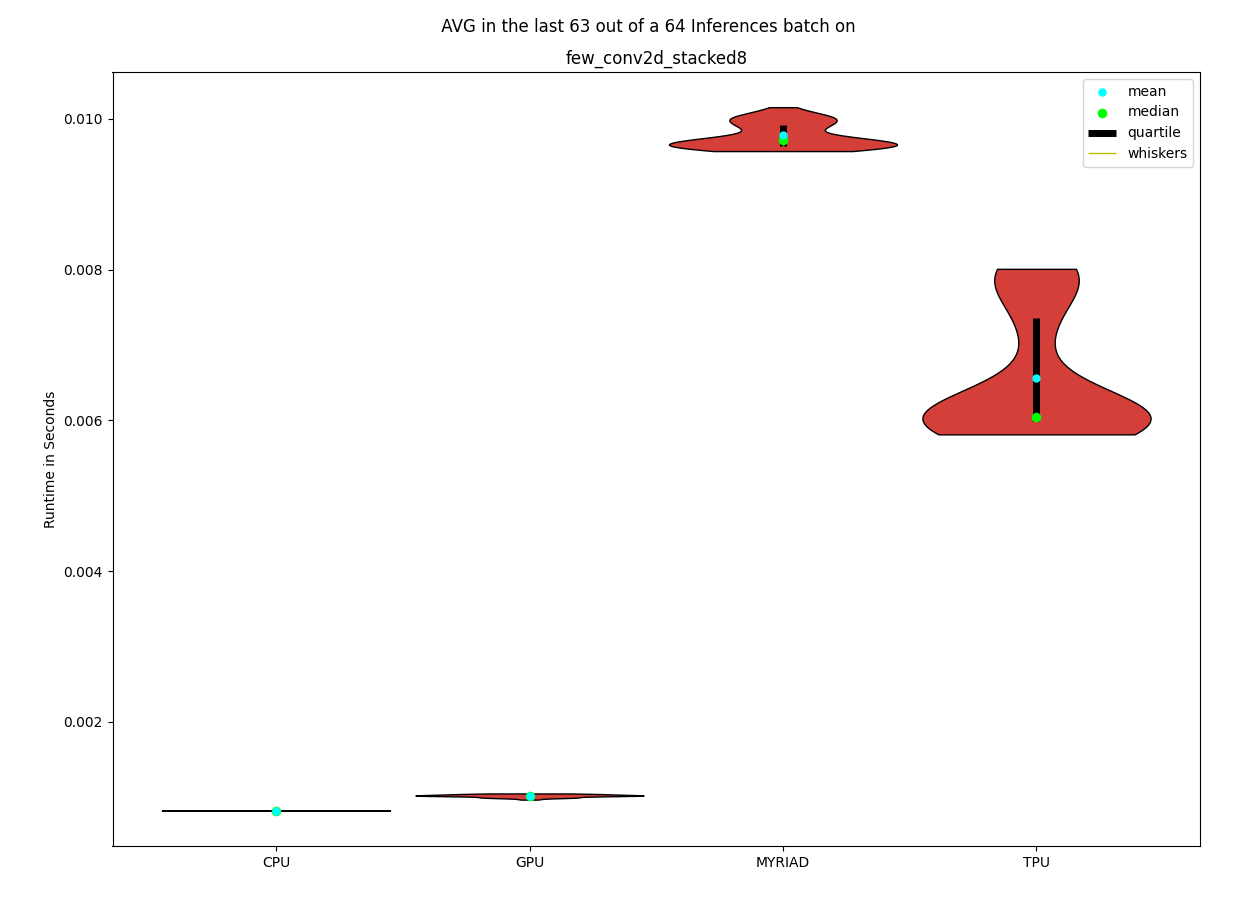 AVG in the last 63 out of a 64 Inferences batch on
few_conv2d_stacked8
mean
median
quartile
whiskers
0.010
0.008
0.006
0.004
0.002
Runtime in Seconds
CPU
GPU
MYRIAD
TPU